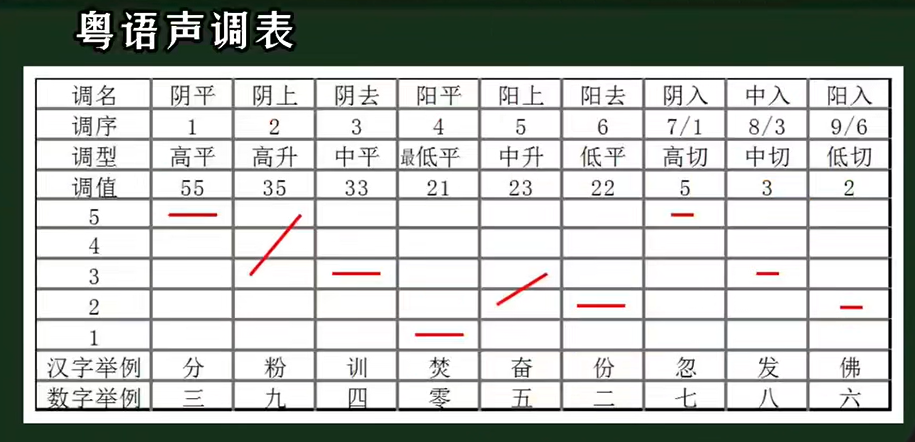 粤语声调表
调名 阴平 阴上 阴去 阳平 阳上 阳去 阴入 中入 阳入
调序 1 2 3 4 5 6 7/1 8/3 9/6
调型 高平 高升 中平 最低平 中升 低平 高切 中切 低切
调值 55 35 33 21 23 22 5 3 2
5
4
3
2
1
汉字举例 分 粉 训 焚 奋 份 忽 发 佛
数字举例 三 九 四 零 五 二 七 八 六